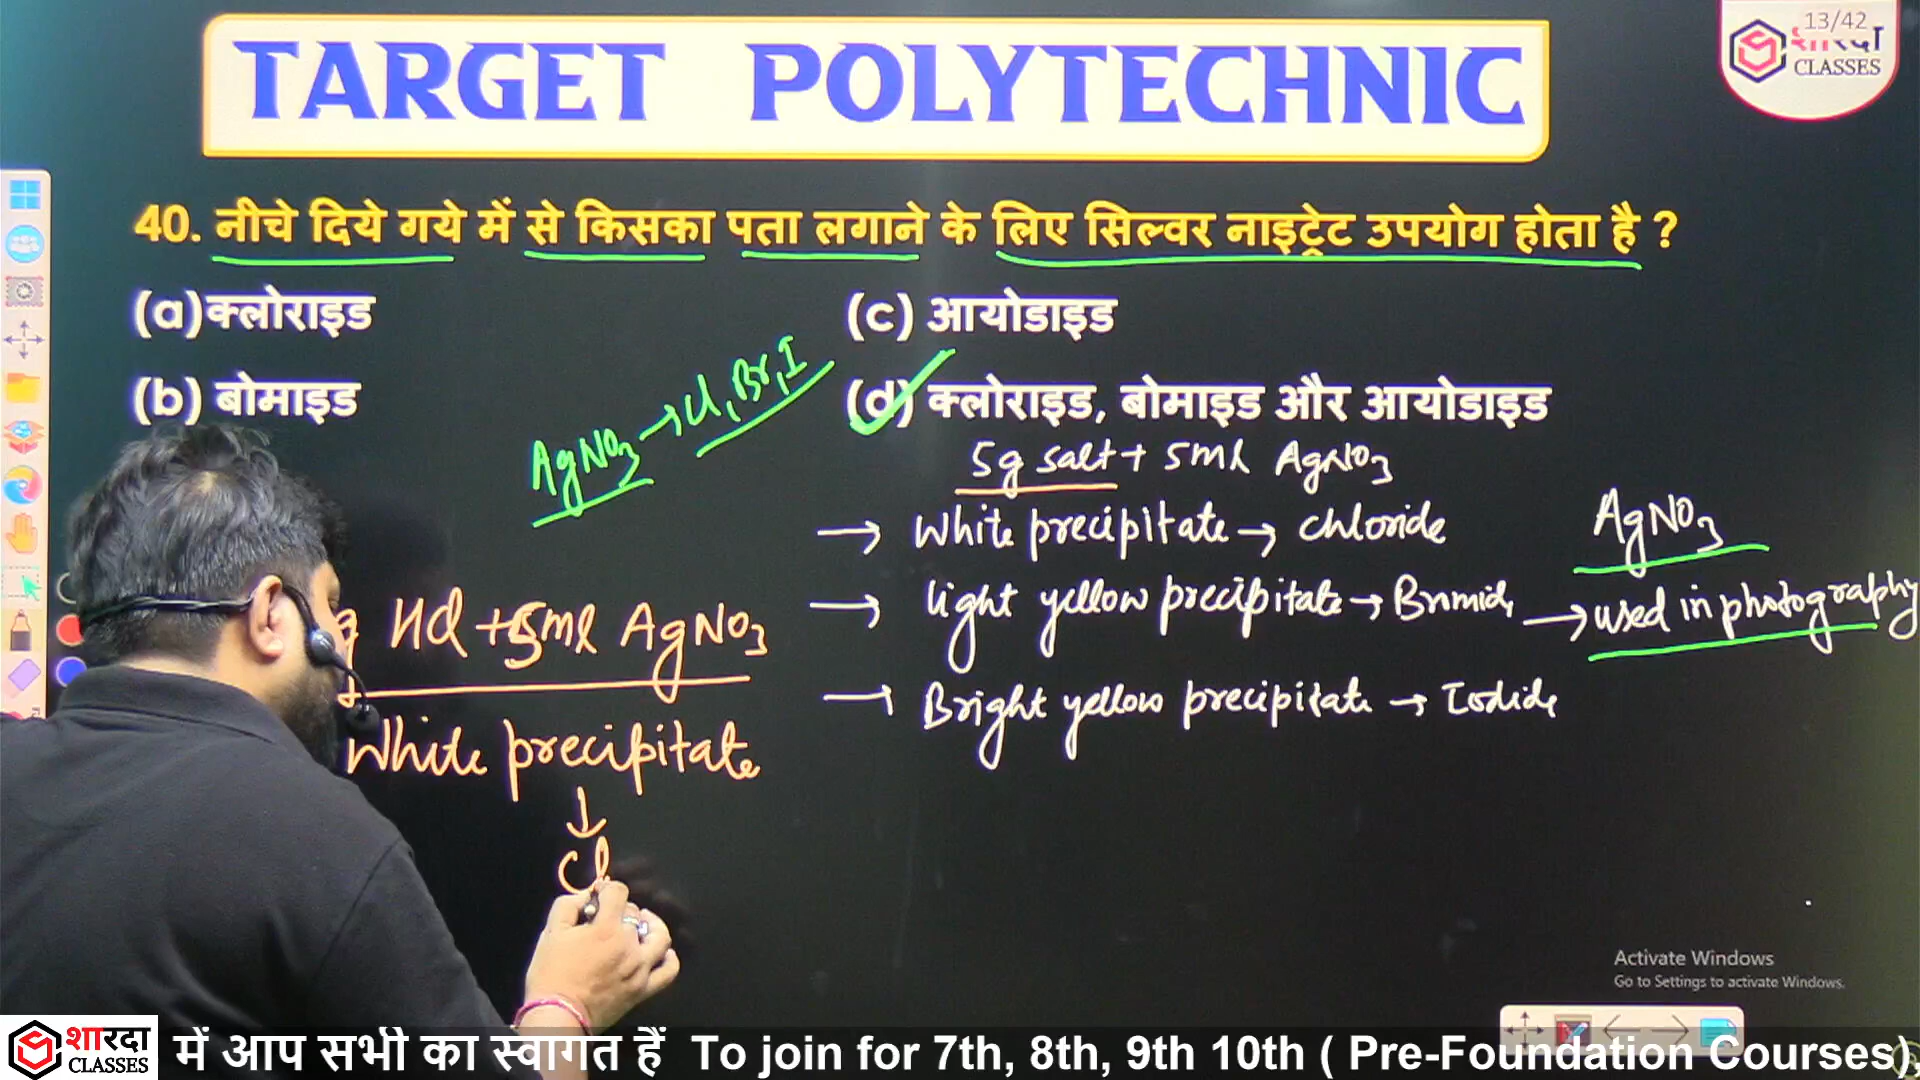 TARGET POLYTECHNIC
13/42
शारदा
CLASSES
40. नीचे दिये गये में से किसका पता लगाने के लिए सिल्वर नाइट्रेट उपयोग होता है ?
(a)क्लोराइड
(c) आयोडाइड
(b) बोमाइड
(d) क्लोराइड, बोमाइड और आयोडाइड
AgNO3 → Cl, Br, I
5g salt + 5ml AgNO3
→ White precipitate → chloride
AgNO3
→ light yellow precipitate → Bromide
→ used in photography
→ Bright yellow precipitate → Iodide
g HCl + 5ml AgNO3
White precipitate
↓
Cl
Activate Windows
Go to Settings to activate Windows.
शारदा
CLASSES
में आप सभी का स्वागत हैं To join for 7th, 8th, 9th 10th ( Pre-Foundation Courses),